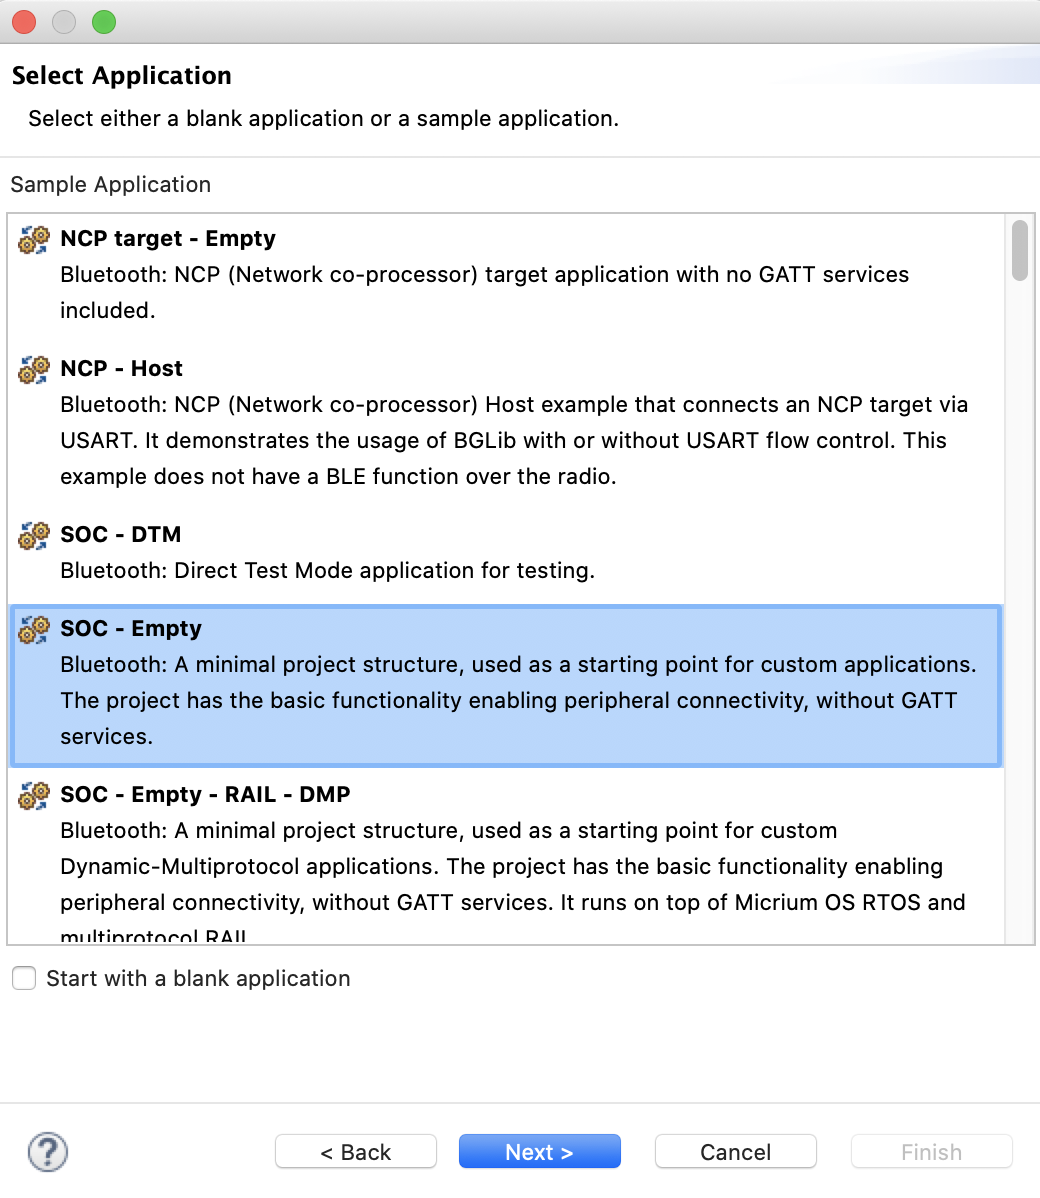 Select Application
Select either a blank application or a sample application.
Sample Application
NCP target - Empty
Bluetooth: NCP (Network co-processor) target application with no GATT services
included.
NCP - Host
Bluetooth: NCP (Network co-processor) Host example that connects an NCP target via
USART. It demonstrates the usage of BGLib with or without USART flow control. This
example does not have a BLE function over the radio.
SOC - DTM
Bluetooth: Direct Test Mode application for testing.
SOC - Empty
Bluetooth: A minimal project structure, used as a starting point for custom applications.
The project has the basic functionality enabling peripheral connectivity, without GATT
services.
SOC - Empty - RAIL - DMP
Bluetooth: A minimal project structure, used as a starting point for custom
Dynamic-Multiprotocol applications. The project has the basic functionality enabling
peripheral connectivity, without GATT services. It runs on top of Micrium OS RTOS and
multiprotocol RAIL
Start with a blank application
?
< Back
Next >
Cancel
Finish